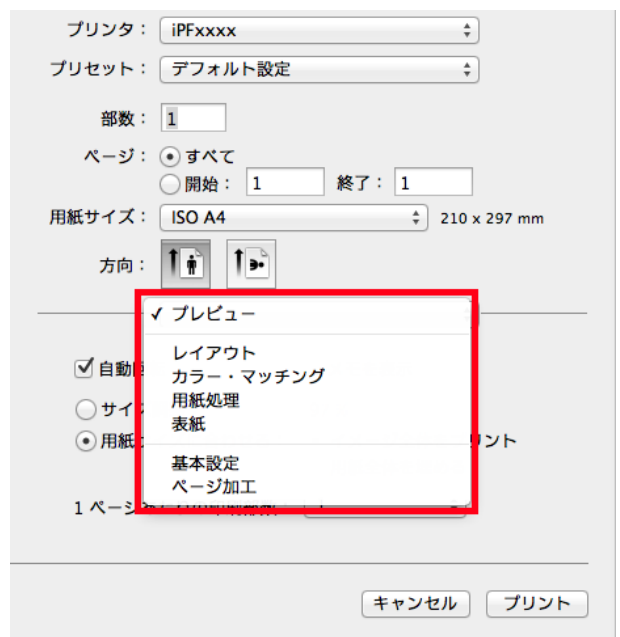 プリンタ： iPFxxxx
プリセット： デフォルト設定
部数： 1
ページ： すべて
開始： 1 終了： 1
用紙サイズ： ISO A4 210 x 297 mm
方向：
✓ プレビュー
レイアウト
自動
カラー・マッチング
用紙処理
サイ
表紙
用紙 リント
基本設定
ページ加工
1 ページ
キャンセル プリント